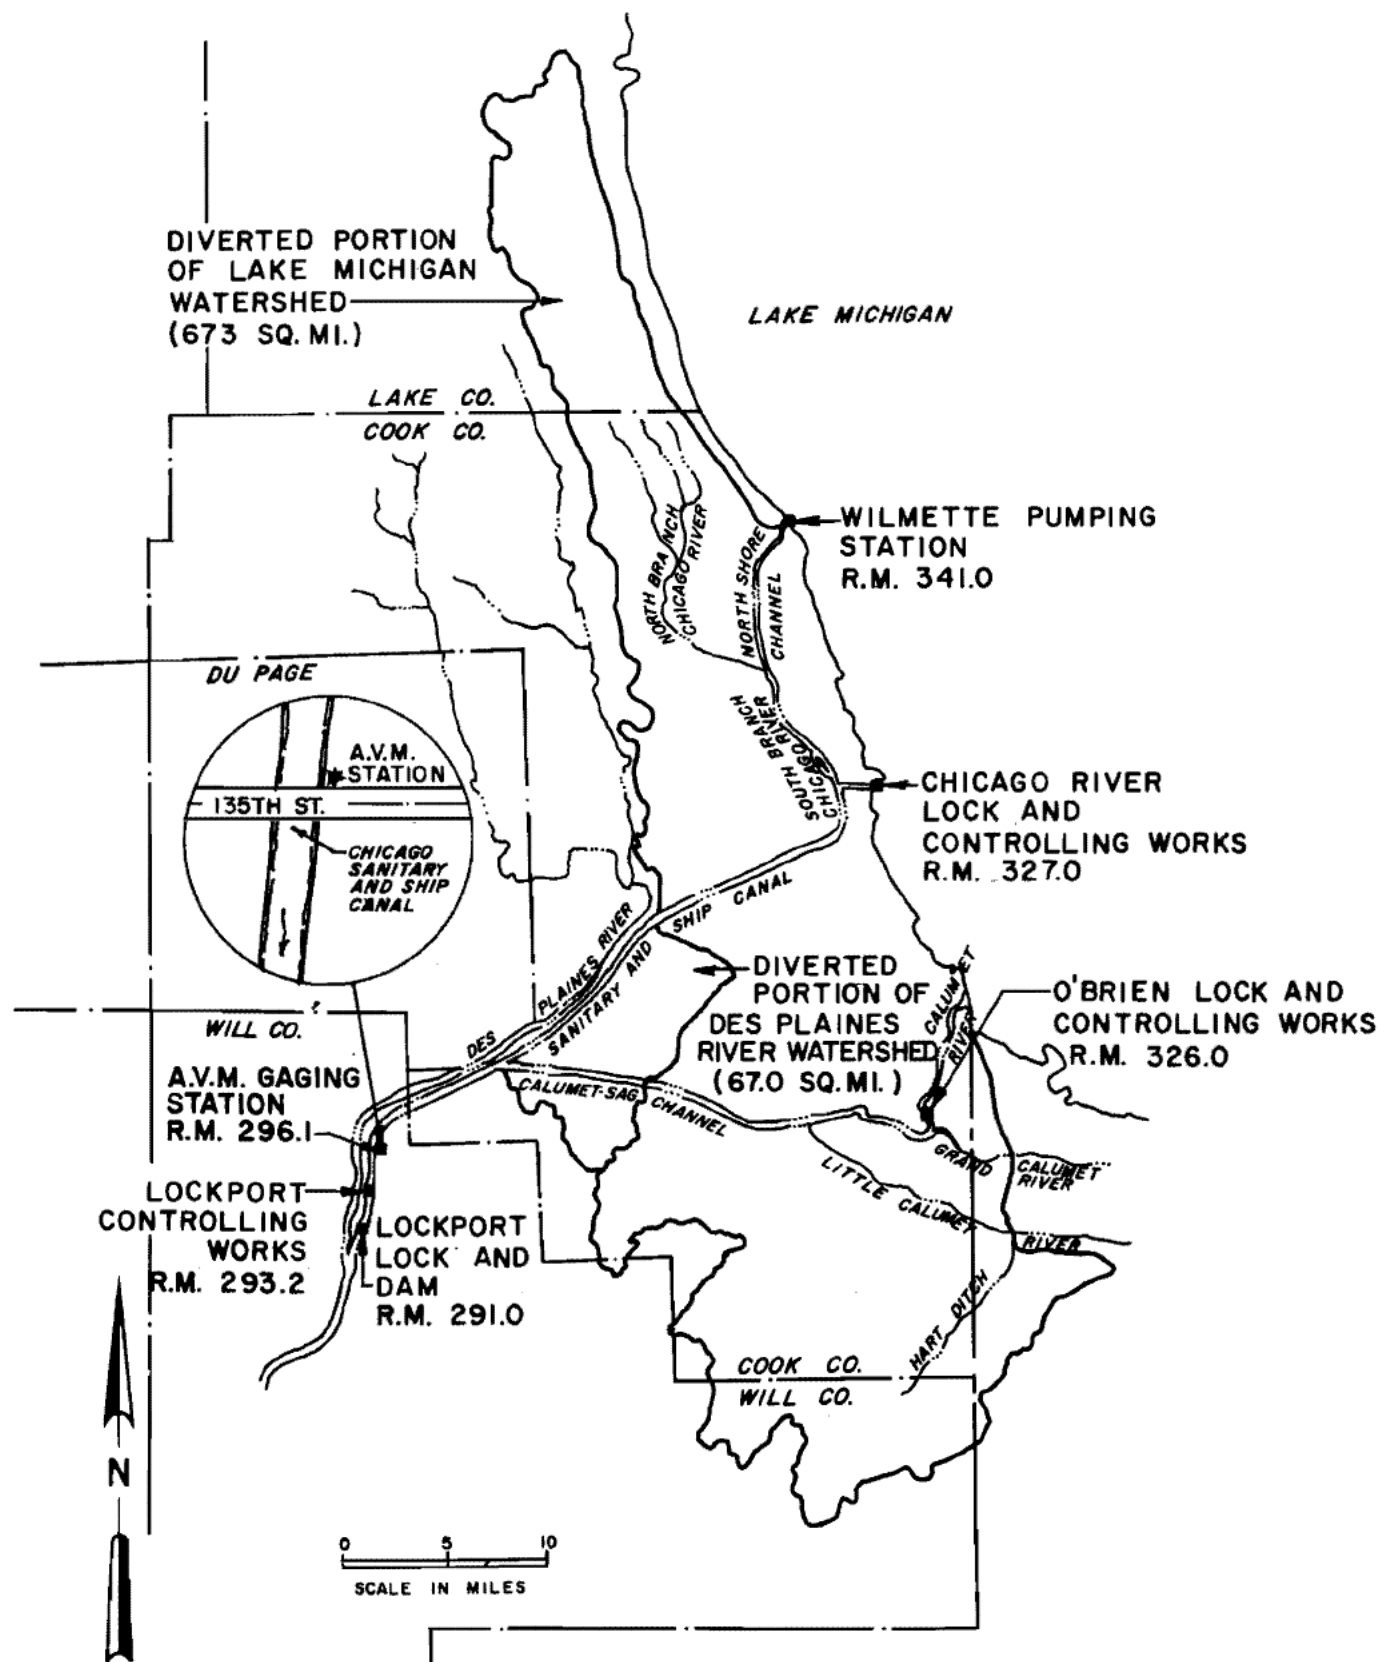 DIVERTED PORTION
OF LAKE MICHIGAN
WATERSHED
(673 SQ. MI.)
LAKE MICHIGAN
LAKE CO.
COOK CO.
WILMETTE PUMPING
STATION
R.M. 341.0
NORTH BRANCH
CHICAGO RIVER
NORTH SHORE
CHANNEL
DU PAGE
A.V.M.
STATION
135TH ST.
CHICAGO
SANITARY
AND SHIP
CANAL
SOUTH BRANCH
CHICAGO RIVER
CHICAGO RIVER
LOCK AND
CONTROLLING WORKS
R.M. 327.0
DES PLAINES RIVER
SANITARY AND SHIP CANAL
DIVERTED
PORTION OF
DES PLAINES
RIVER WATERSHED
(67.0 SQ. MI.)
CALUMET
RIVER
CALUMET
O'BRIEN LOCK AND
CONTROLLING WORKS
R.M. 326.0
WILL CO.
A.V.M. GAGING
STATION
R.M. 296.1
CALUMET-SAG CHANNEL
GRAND CALUMET
RIVER
LITTLE CALUMET RIVER
LOCKPORT
CONTROLLING
WORKS
R.M. 293.2
LOCKPORT
LOCK AND
DAM
R.M. 291.0
HART DITCH
COOK CO.
WILL CO.
N
0 5 10
SCALE IN MILES